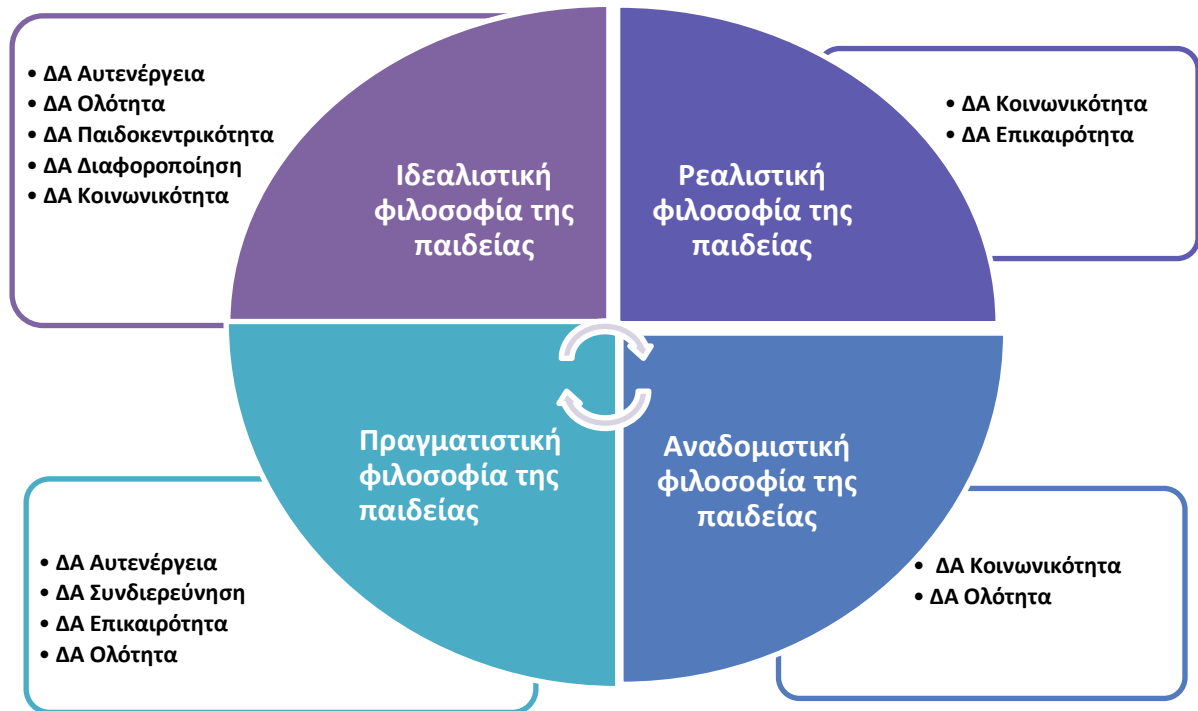 • ΔΑ Αυτενέργεια
• ΔΑ Ολότητα
• ΔΑ Παιδοκεντρικότητα
• ΔΑ Διαφοροποίηση
• ΔΑ Κοινωνικότητα
Ιδεαλιστική
φιλοσοφία της
παιδείας
Ρεαλιστική
φιλοσοφία της
παιδείας
• ΔΑ Κοινωνικότητα
• ΔΑ Επικαιρότητα
Πραγματιστική
φιλοσοφία της
παιδείας
Αναδομιστική
φιλοσοφία της
παιδείας
• ΔΑ Αυτενέργεια
• ΔΑ Συνδιερεύνηση
• ΔΑ Επικαιρότητα
• ΔΑ Ολότητα
• ΔΑ Κοινωνικότητα
• ΔΑ Ολότητα